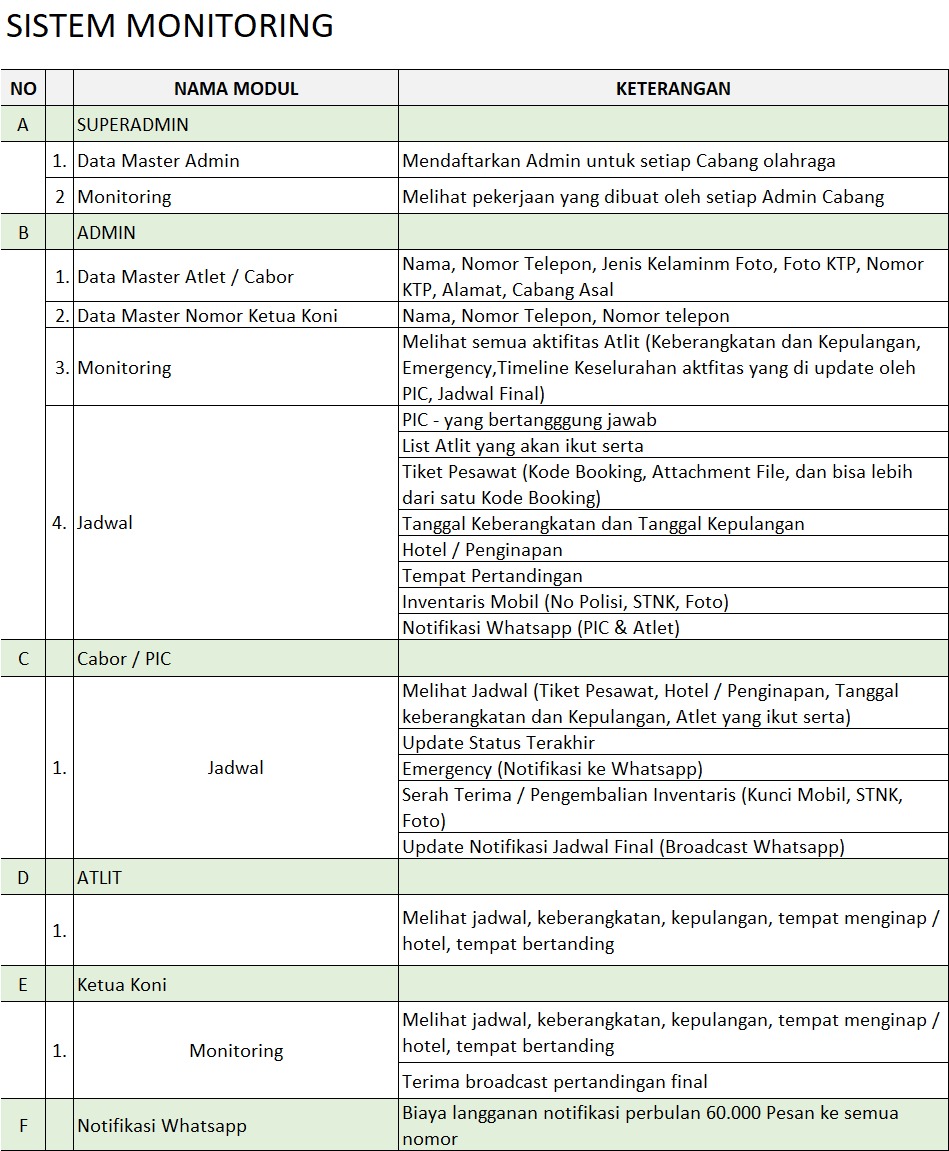 SISTEM MONITORING
NO NAMA MODUL KETERANGAN
A SUPERADMIN
1. Data Master Admin Mendaftarkan Admin untuk setiap Cabang olahraga
2 Monitoring Melihat pekerjaan yang dibuat oleh setiap Admin Cabang
B ADMIN
1. Data Master Atlet / Cabor
Nama, Nomor Telepon, Jenis Kelaminm Foto, Foto KTP, Nomor
KTP, Alamat, Cabang Asal
2. Data Master Nomor Ketua Koni Nama, Nomor Telepon, Nomor telepon
3. Monitoring
Melihat semua aktifitas Atlit (Keberangkatan dan Kepulangan,
Emergency,Timeline Keselurahan aktfitas yang di update oleh
PIC, Jadwal Final)
4. Jadwal
PIC - yang bertangggung jawab
List Atlit yang akan ikut serta
Tiket Pesawat (Kode Booking, Attachment File, dan bisa lebih
dari satu Kode Booking)
Tanggal Keberangkatan dan Tanggal Kepulangan
Hotel / Penginapan
Tempat Pertandingan
Inventaris Mobil (No Polisi, STNK, Foto)
Notifikasi Whatsapp (PIC & Atlet)
C Cabor / PIC
1. Jadwal
Melihat Jadwal (Tiket Pesawat, Hotel / Penginapan, Tanggal
keberangkatan dan Kepulangan, Atlet yang ikut serta)
Update Status Terakhir
Emergency (Notifikasi ke Whatsapp)
Serah Terima / Pengembalian Inventaris (Kunci Mobil, STNK,
Foto)
Update Notifikasi Jadwal Final (Broadcast Whatsapp)
D ATLIT
1.
Melihat jadwal, keberangkatan, kepulangan, tempat menginap /
hotel, tempat bertanding
E Ketua Koni
1. Monitoring
Melihat jadwal, keberangkatan, kepulangan, tempat menginap /
hotel, tempat bertanding
Terima broadcast pertandingan final
F Notifikasi Whatsapp
Biaya langganan notifikasi perbulan 60.000 Pesan ke semua
nomor